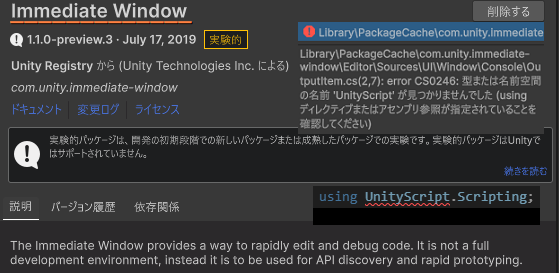 Immediate Window
削除する
1.1.0-preview.3 · July 17, 2019 実験的
Library\PackageCache\com.unity.immediate
Unity Registry から (Unity Technologies Inc. による)
com.unity.immediate-window
Library\PackageCache\com.unity.immediate-
window\Editor\Sources\UI\Window\Console\Ou
tputItem.cs(2,7): error CS0246: 型または名前空間
の名前 'UnityScript' が見つかりませんでした (using
ディレクティブまたはアセンブリ参照が指定されていることを
確認してください)
ドキュメント 変更ログ ライセンス
実験的パッケージは、開発の初期段階での新しいパッケージまたは成熟したパッケージでの実験です。実験的パッケージはUnityで
はサポートされていません。
続きを読む
using UnityScript.Scripting;
説明 バージョン履歴 依存関係
The Immediate Window provides a way to rapidly edit and debug code. It is not a full
development environment, instead it is to be used for API discovery and rapid prototyping.